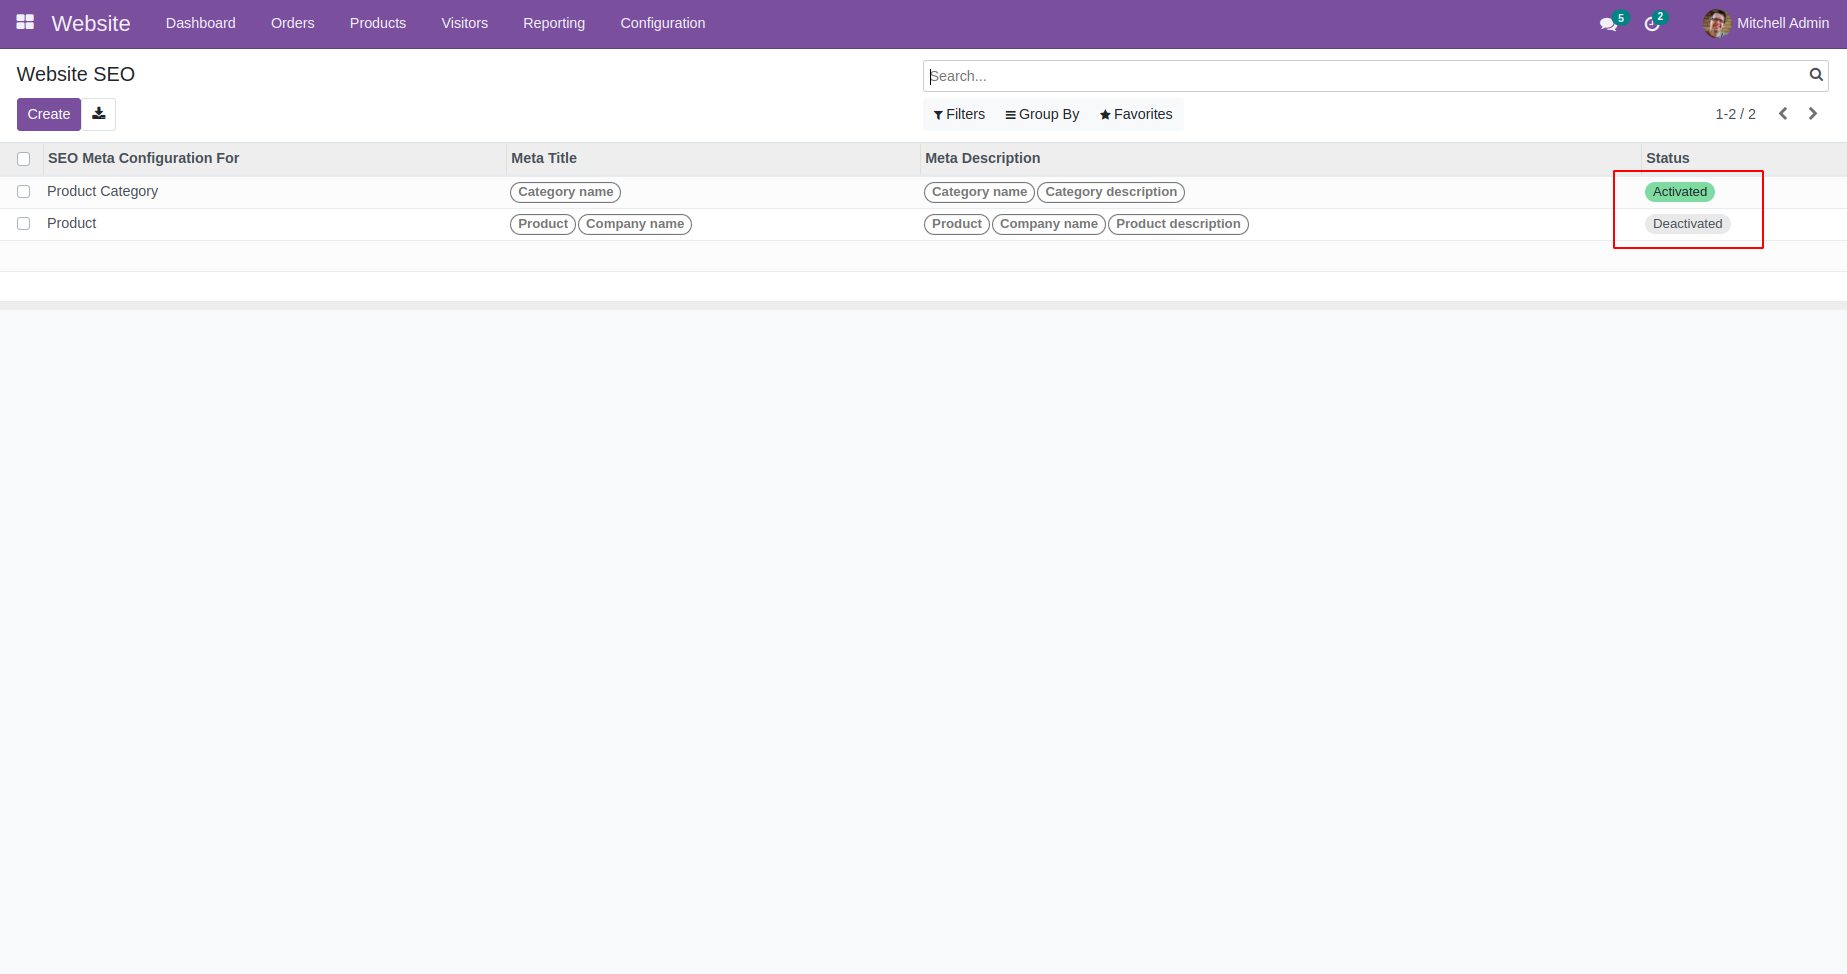 Website Dashboard Orders Products Visitors Reporting Configuration 5 2 Mitchell Admin
Website SEO
Search...
Create
Filters Group By Favorites 1-2 / 2
SEO Meta Configuration For Meta Title Meta Description Status
Product Category Category name Category name Category description Activated
Product Product Company name Product Company name Product description Deactivated